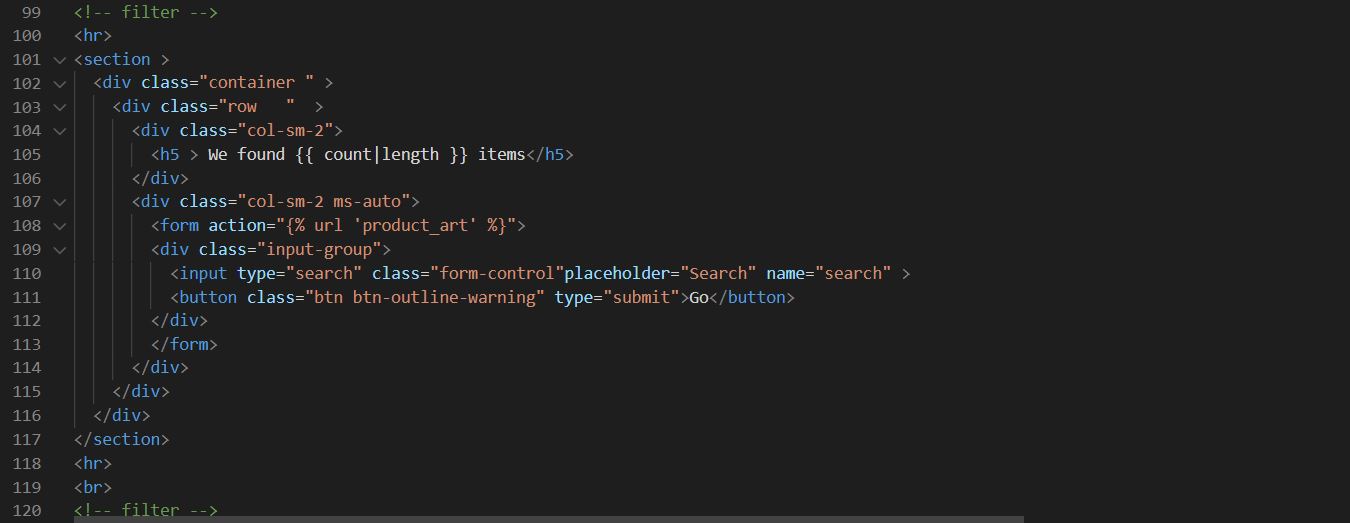 99 <!-- filter -->
100 <hr>
101 <section >
102 <div class="container " >
103 <div class="row   "  >
104 <div class="col-sm-2">
105 <h5 > We found {{ count|length }} items</h5>
106 </div>
107 <div class="col-sm-2 ms-auto">
108 <form action="{% url 'product_art' %}">
109 <div class="input-group">
110 <input type="search" class="form-control"placeholder="Search" name="search" >
111 <button class="btn btn-outline-warning" type="submit">Go</button>
112 </div>
113 </form>
114 </div>
115 </div>
116 </div>
117 </section>
118 <hr>
119 <br>
120 <!-- filter -->